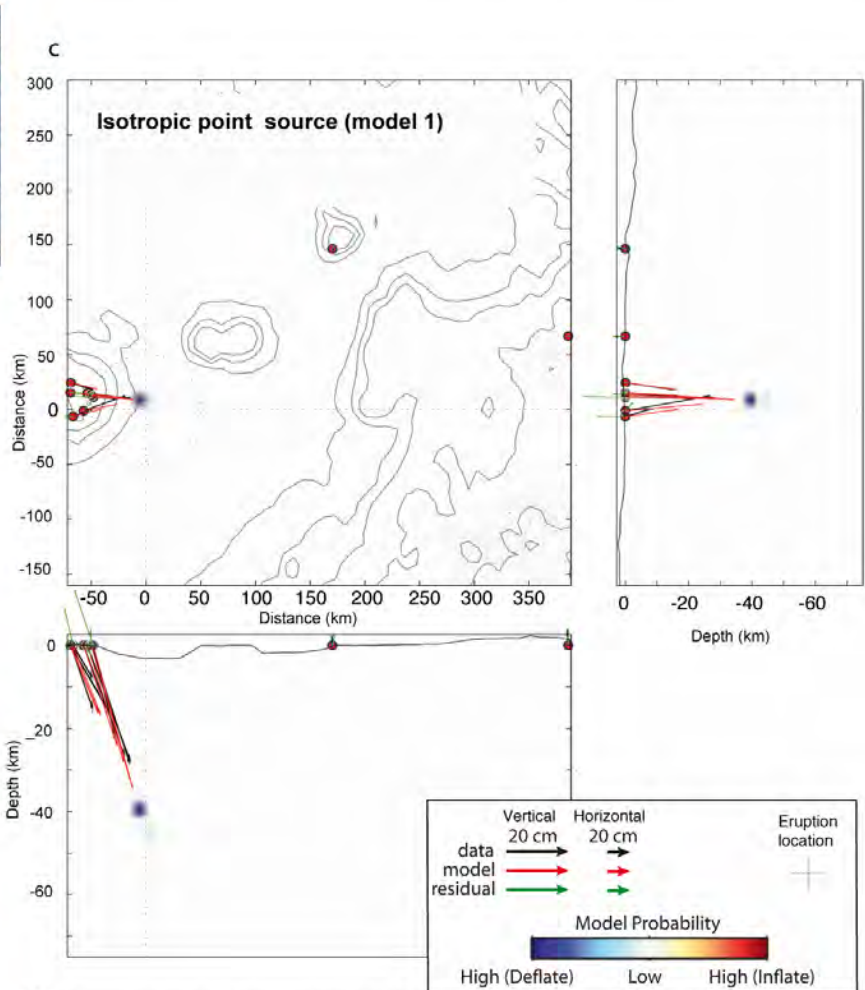 c
Isotropic point source (model 1)
300
250
200
150
100
50
0
-50
-100
-150
Distance (km)
-50 0 50 100 150 200 250 300 350
Distance (km)
0 -20 -40 -60
Depth (km)
0
-20
-40
-60
Depth (km)
Vertical Horizontal
20 cm 20 cm
data
model
residual
Eruption
location
Model Probability
High (Deflate) Low High (Inflate)